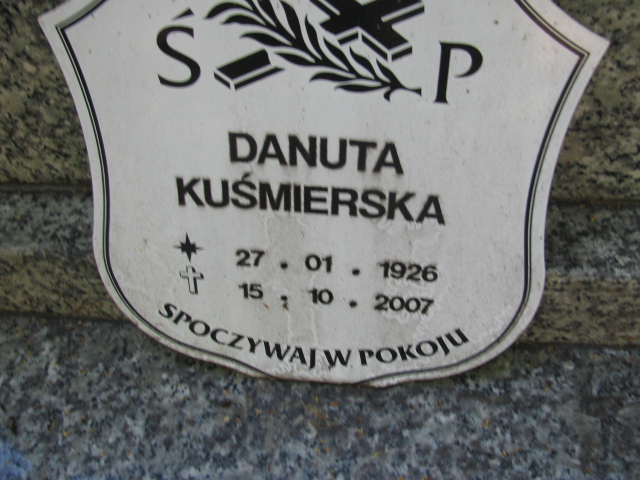 Ś P
DANUTA
KUŚMIERSKA
27 . 01 . 1926
15 . 10 . 2007
SPOCZYWAJ W POKOJU